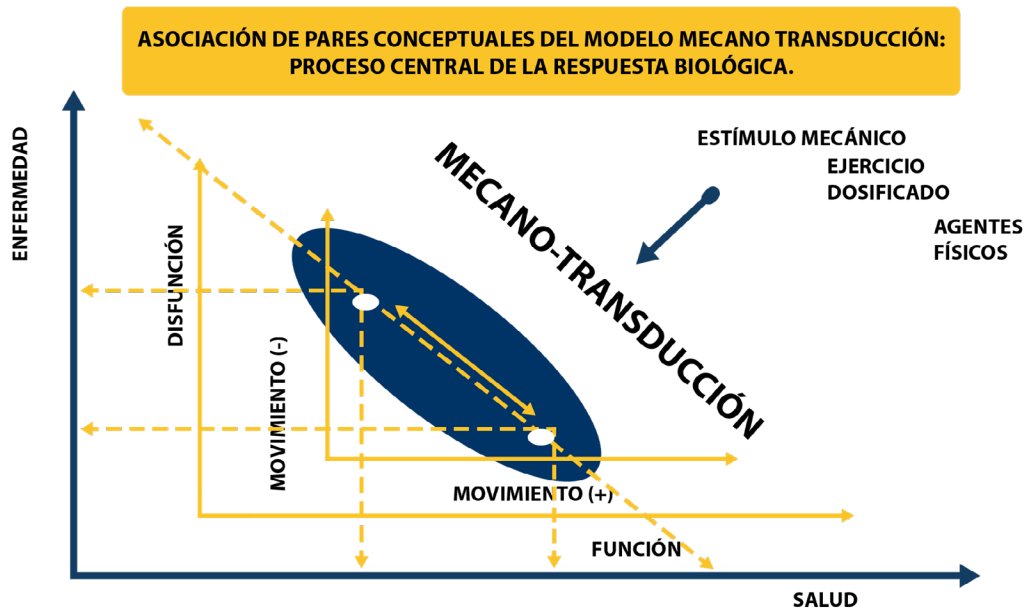 ASOCIACIÓN DE PARES CONCEPTUALES DEL MODELO MECANO TRANSDUCCIÓN:
PROCESO CENTRAL DE LA RESPUESTA BIOLÓGICA.
ENFERMEDAD
DISFUNCIÓN
MOVIMIENTO (-)
MECANO-TRANSDUCCIÓN
ESTÍMULO MECÁNICO
EJERCICIO
DOSIFICADO
AGENTES
FÍSICOS
MOVIMIENTO (+)
FUNCIÓN
SALUD